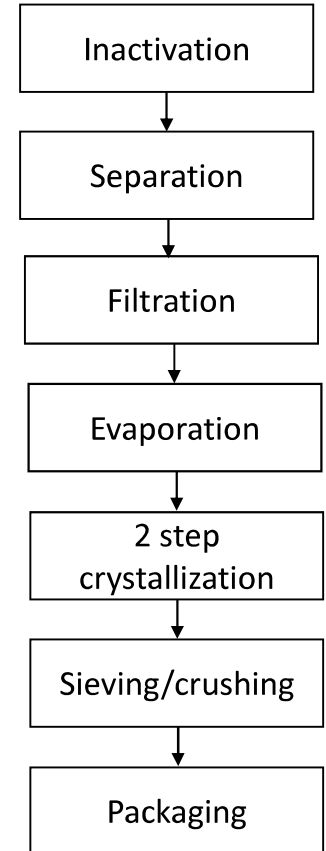 Inactivation
Separation
Filtration
Evaporation
2 step
crystallization
Sieving/crushing
Packaging